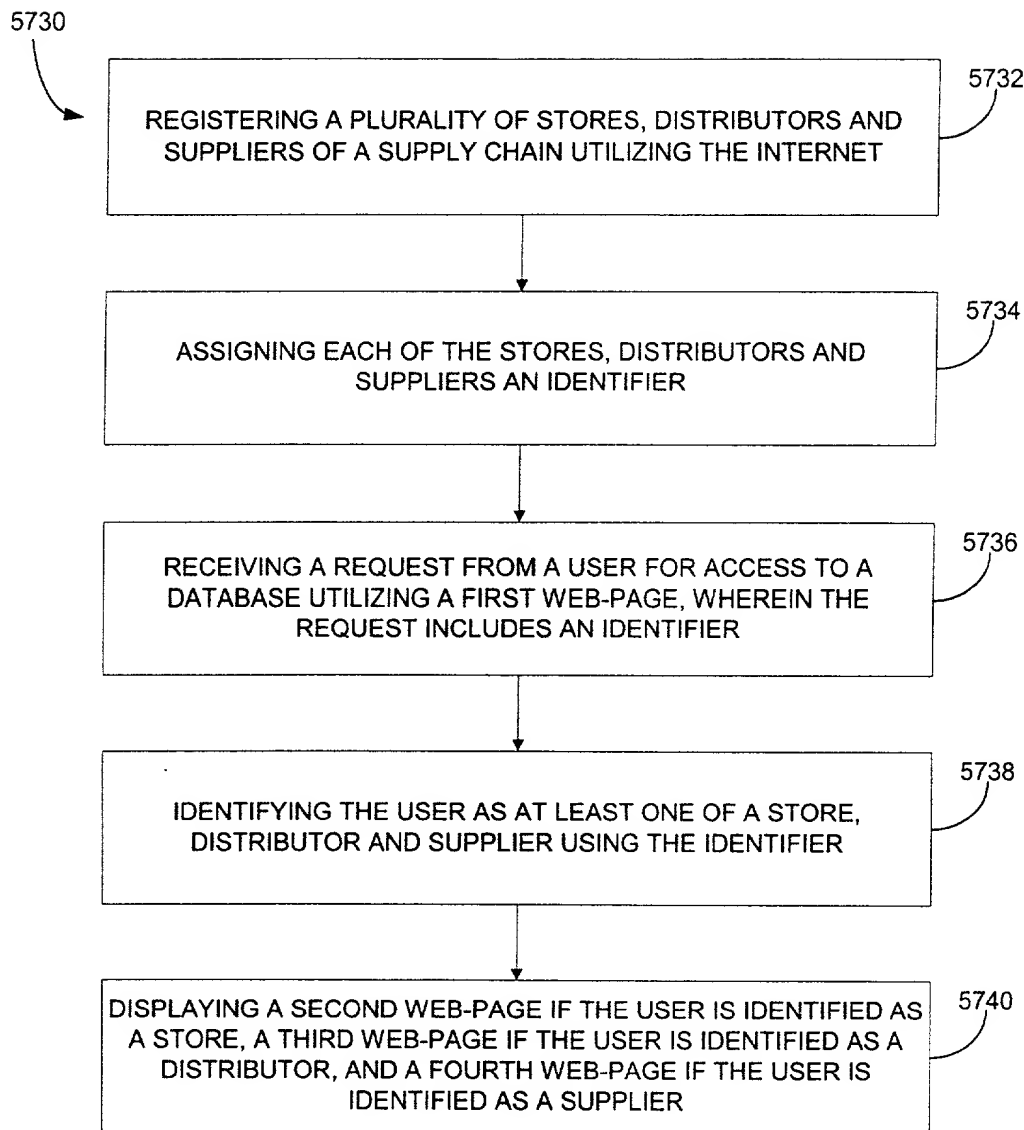 5730
5732
REGISTERING A PLURALITY OF STORES, DISTRIBUTORS AND
SUPPLIERS OF A SUPPLY CHAIN UTILIZING THE INTERNET
5734
ASSIGNING EACH OF THE STORES, DISTRIBUTORS AND
SUPPLIERS AN IDENTIFIER
5736
RECEIVING A REQUEST FROM A USER FOR ACCESS TO A
DATABASE UTILIZING A FIRST WEB-PAGE, WHEREIN THE
REQUEST INCLUDES AN IDENTIFIER
5738
IDENTIFYING THE USER AS AT LEAST ONE OF A STORE,
DISTRIBUTOR AND SUPPLIER USING THE IDENTIFIER
5740
DISPLAYING A SECOND WEB-PAGE IF THE USER IS IDENTIFIED AS
A STORE, A THIRD WEB-PAGE IF THE USER IS IDENTIFIED AS A
DISTRIBUTOR, AND A FOURTH WEB-PAGE IF THE USER IS
IDENTIFIED AS A SUPPLIER